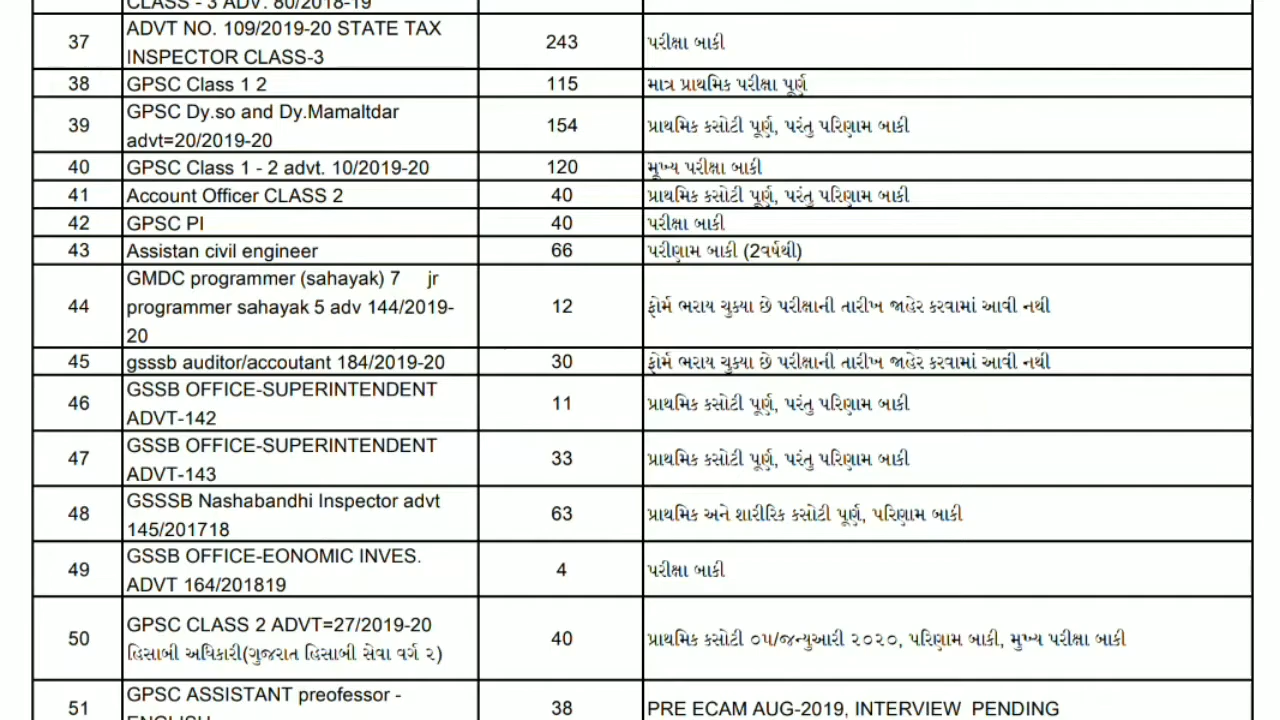 CLASS - 3 ADV. 80/2018-19
37
ADVT NO. 109/2019-20 STATE TAX
INSPECTOR CLASS-3
243
પરીક્ષા બાકી
38
GPSC Class 1 2
115
માત્ર પ્રાથમિક પરીક્ષા પૂર્ણ
39
GPSC Dy.so and Dy.Mamaltdar
advt=20/2019-20
154
પ્રાથમિક કસોટી પૂર્ણ, પરંતુ પરિણામ બાકી
40
GPSC Class 1 - 2 advt. 10/2019-20
120
મૂખ્ય પરીક્ષા બાકી
41
Account Officer CLASS 2
40
પ્રાથમિક કસોટી પૂર્ણ, પરંતુ પરિણામ બાકી
42
GPSC PI
40
પરીક્ષા બાકી
43
Assistan civil engineer
66
પરીણામ બાકી (2વર્ષથી)
44
GMDC programmer (sahayak) 7 jr
programmer sahayak 5 adv 144/2019-
20
12
ફોર્મ ભરાય ચુક્યા છે પરીક્ષાની તારીખ જાહેર કરવામાં આવી નથી
45
gsssb auditor/accoutant 184/2019-20
30
ફોર્મ ભરાય ચુક્યા છે પરીક્ષાની તારીખ જાહેર કરવામાં આવી નથી
46
GSSB OFFICE-SUPERINTENDENT
ADVT-142
11
પ્રાથમિક કસોટી પૂર્ણ, પરંતુ પરિણામ બાકી
47
GSSB OFFICE-SUPERINTENDENT
ADVT-143
33
પ્રાથમિક કસોટી પૂર્ણ, પરંતુ પરિણામ બાકી
48
GSSSB Nashabandhi Inspector advt
145/201718
63
પ્રાથમિક અને શારીરિક કસોટી પૂર્ણ, પરિણામ બાકી
49
GSSB OFFICE-EONOMIC INVES.
ADVT 164/201819
4
પરીક્ષા બાકી
50
GPSC CLASS 2 ADVT=27/2019-20
હિસાબી અધિકારી(ગુજરાત હિસાબી સેવા વર્ગ ૨)
40
પ્રાથમિક કસોટી ૦૫/જન્યુઆરી ૨૦૨૦, પરિણામ બાકી, મુખ્ય પરીક્ષા બાકી
51
GPSC ASSISTANT preofessor -
ENGLISH
38
PRE ECAM AUG-2019, INTERVIEW PENDING